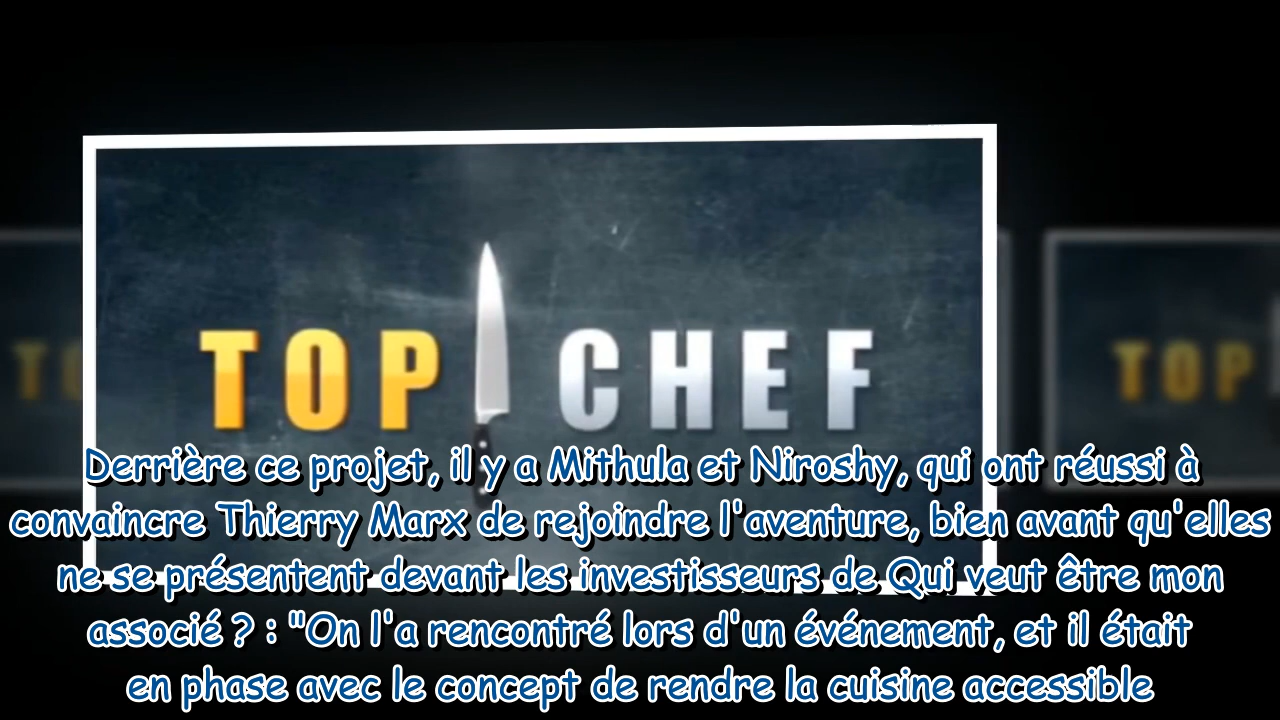 TOP CHEF
TO
TOP
Derrière ce projet, il y a Mithula et Niroshy, qui ont réussi à
convaincre Thierry Marx de rejoindre l'aventure, bien avant qu'elles
ne se présentent devant les investisseurs de Qui veut être mon
associé ? : "On l'a rencontré lors d'un événement, et il était
en phase avec le concept de rendre la cuisine accessible